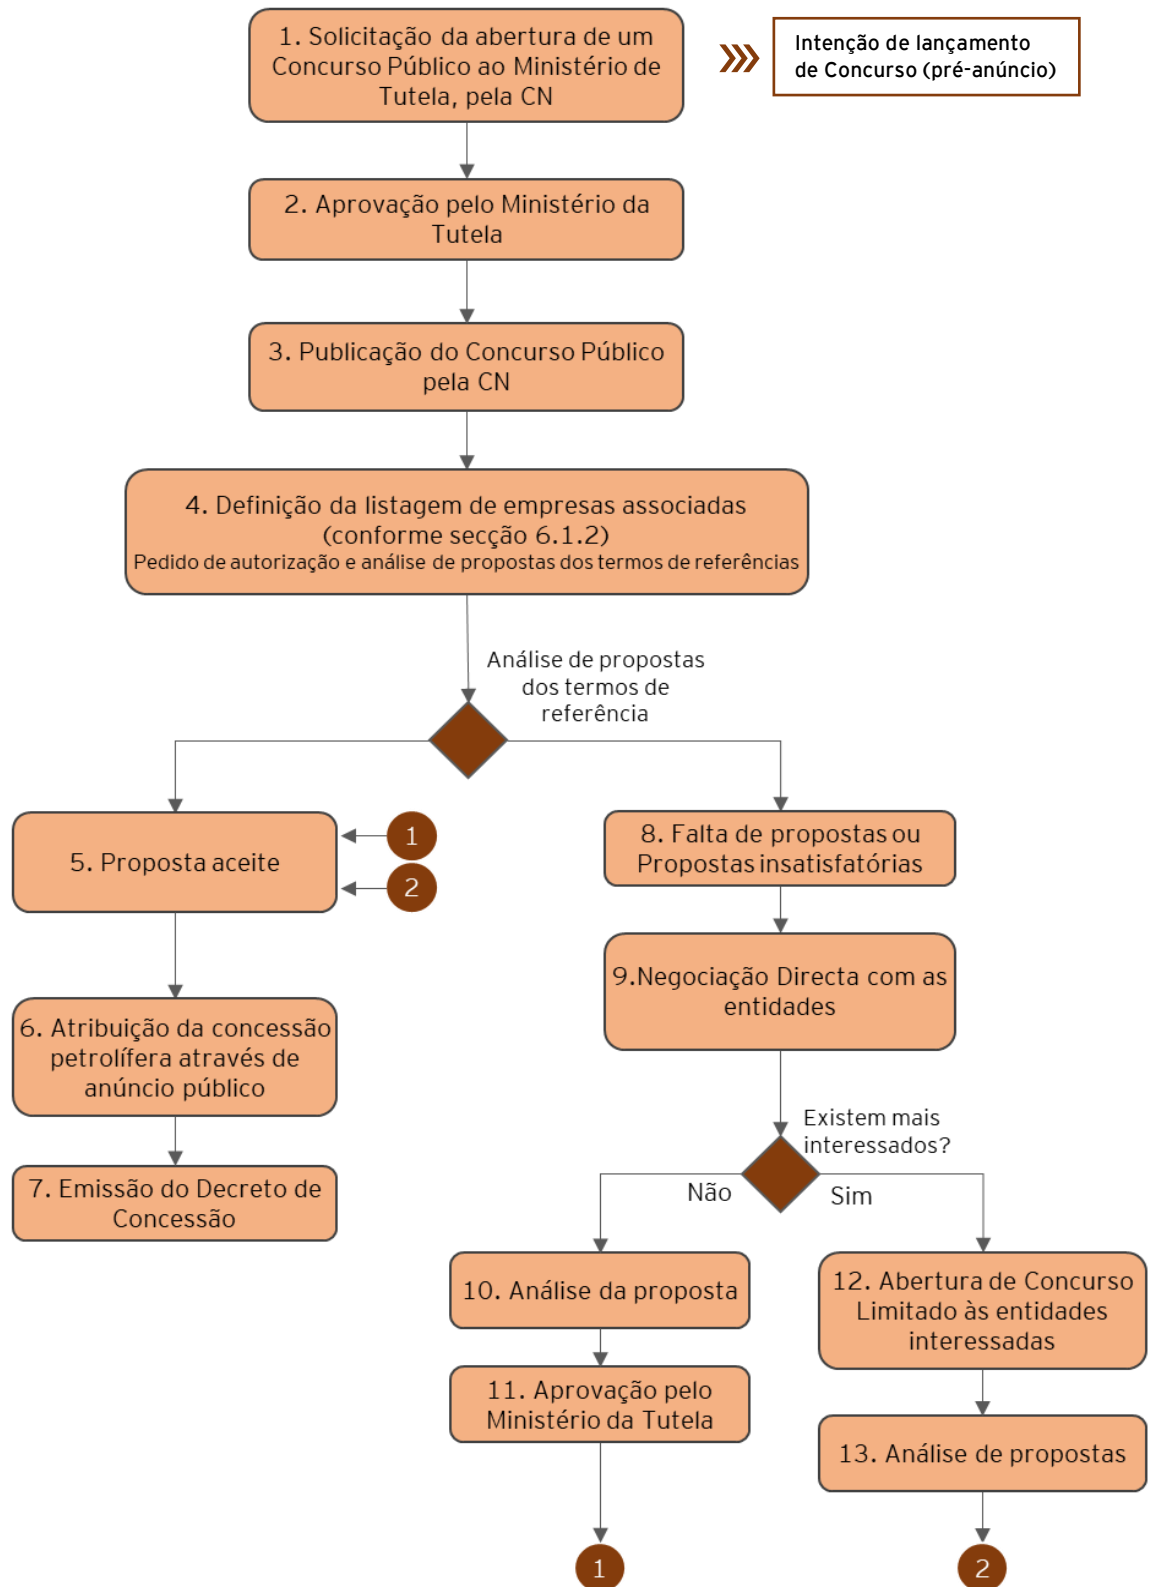 1. Solicitação da abertura de um
Concurso Público ao Ministério de
Tutela, pela CN
Intenção de lançamento
de Concurso (pré-anúncio)
2. Aprovação pelo Ministério da
Tutela
3. Publicação do Concurso Público
pela CN
4. Definição da listagem de empresas associadas
(conforme secção 6.1.2)
Pedido de autorização e análise de propostas dos termos de referências
Análise de propostas
dos termos de
referência
5. Proposta aceite
1
2
8. Falta de propostas ou
Propostas insatisfatórias
9.Negociação Directa com as
entidades
6. Atribuição da concessão
petrolífera através de
anúncio público
7. Emissão do Decreto de
Concessão
Existem mais
interessados?
Não
Sim
10. Análise da proposta
11. Aprovação pelo
Ministério da Tutela
1
12. Abertura de Concurso
Limitado às entidades
interessadas
13. Análise de propostas
2